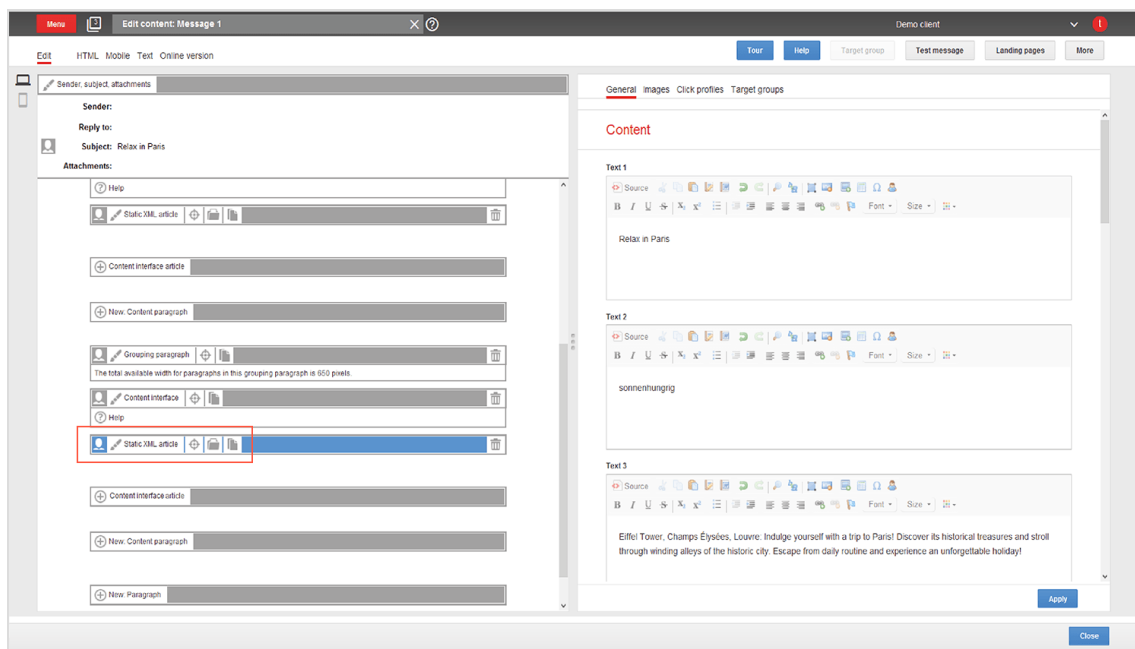 Menu
Edit content: Message 1
Demo client
Edit HTML Mobile Text Online version
Tour Help Target group Test message Landing pages More
Sender, subject, attachments
Sender:
Reply to:
Subject: Relax in Paris
Attachments:
Help
Static XML article
Content interface article
New: Content paragraph
Grouping paragraph
The total available width for paragraphs in this grouping paragraph is 650 pixels.
Content interface
Help
Static XML article
Content interface article
New: Content paragraph
New: Paragraph
General Images Click profiles Target groups
Content
Text 1
Source
B I U S X₂ X² Font Size
Relax in Paris
Text 2
Source
B I U S X₂ X² Font Size
sonnenhungrig
Text 3
Source
B I U S X₂ X² Font Size
Eiffel Tower, Champs Élysées, Louvre: Indulge yourself with a trip to Paris! Discover its historical treasures and stroll
through winding alleys of the historic city. Escape from daily routine and experience an unforgettable holiday!
Apply
Close